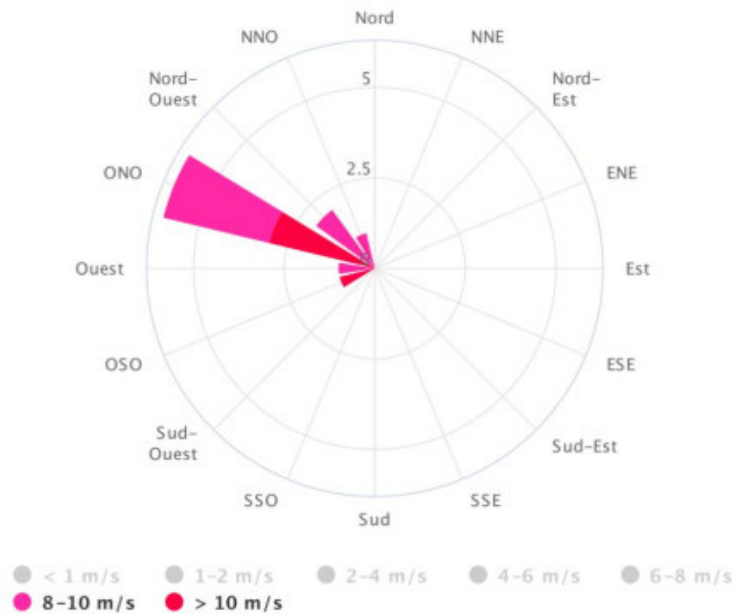 Nord
NNO
NNE
Nord-
Ouest
Nord-
Est
5
ONO
ENE
2.5
Ouest
Est
OSO
ESE
Sud-
Ouest
Sud-Est
SSO
SSE
Sud
< 1 m/s
1-2 m/s
2-4 m/s
4-6 m/s
6-8 m/s
8-10 m/s
> 10 m/s